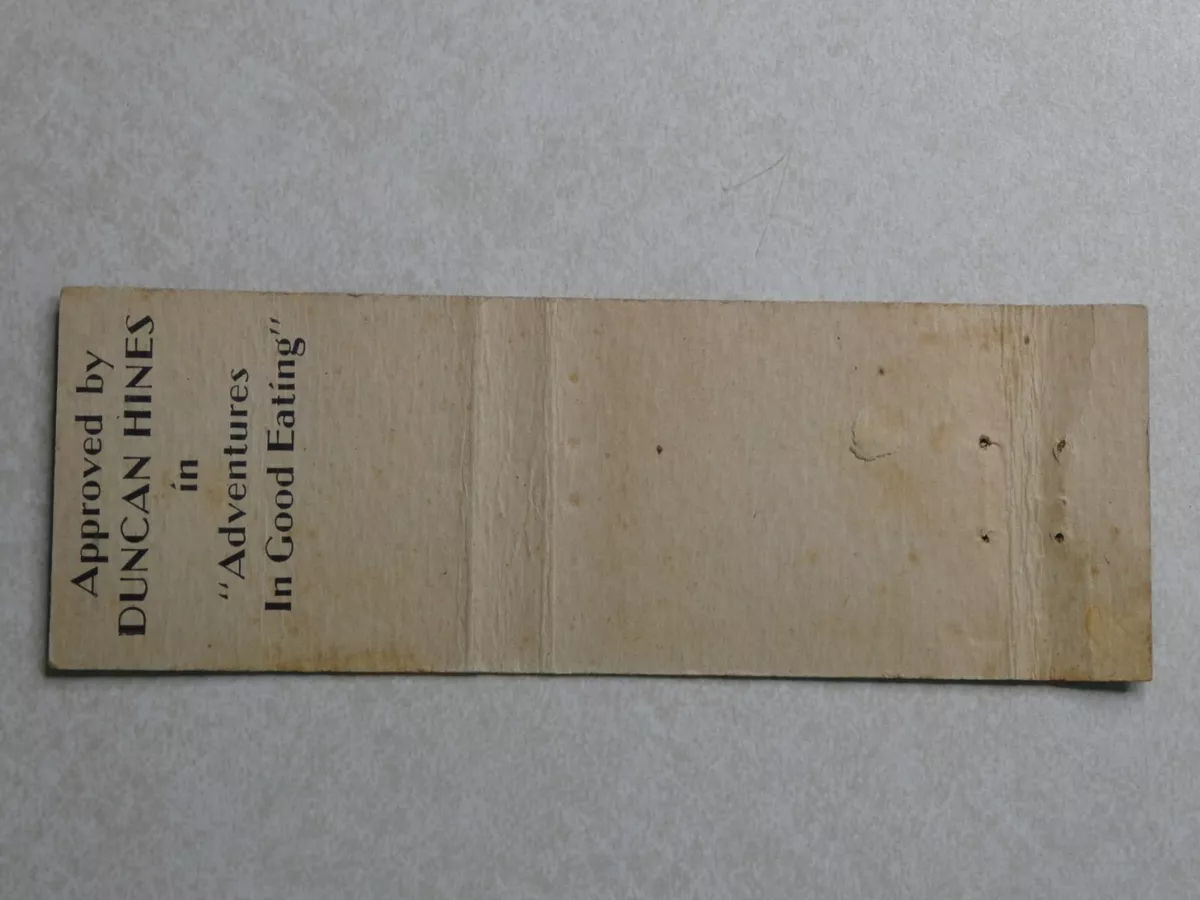 Approved by
DUNCAN HINES
in
"Adventures
In Good Eating"